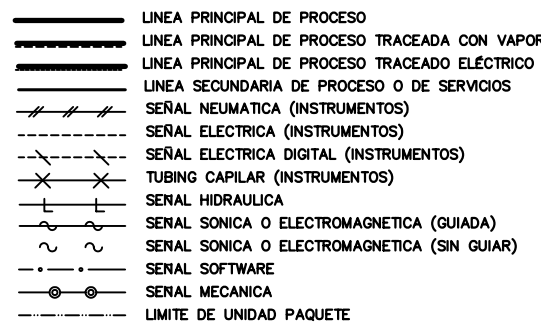 LINEA PRINCIPAL DE PROCESO
LINEA PRINCIPAL DE PROCESO TRACEADA CON VAPOR
LINEA PRINCIPAL DE PROCESO TRACEADO ELÉCTRICO
LINEA SECUNDARIA DE PROCESO O DE SERVICIOS
SEÑAL NEUMATICA (INSTRUMENTOS)
SEÑAL ELECTRICA (INSTRUMENTOS)
SEÑAL ELECTRICA DIGITAL (INSTRUMENTOS)
TUBING CAPILAR (INSTRUMENTOS)
SEÑAL HIDRAULICA
SEÑAL SONICA O ELECTROMAGNETICA (GUIADA)
SEÑAL SONICA O ELECTROMAGNETICA (SIN GUIAR)
SEÑAL SOFTWARE
SEÑAL MECANICA
LIMITE DE UNIDAD PAQUETE